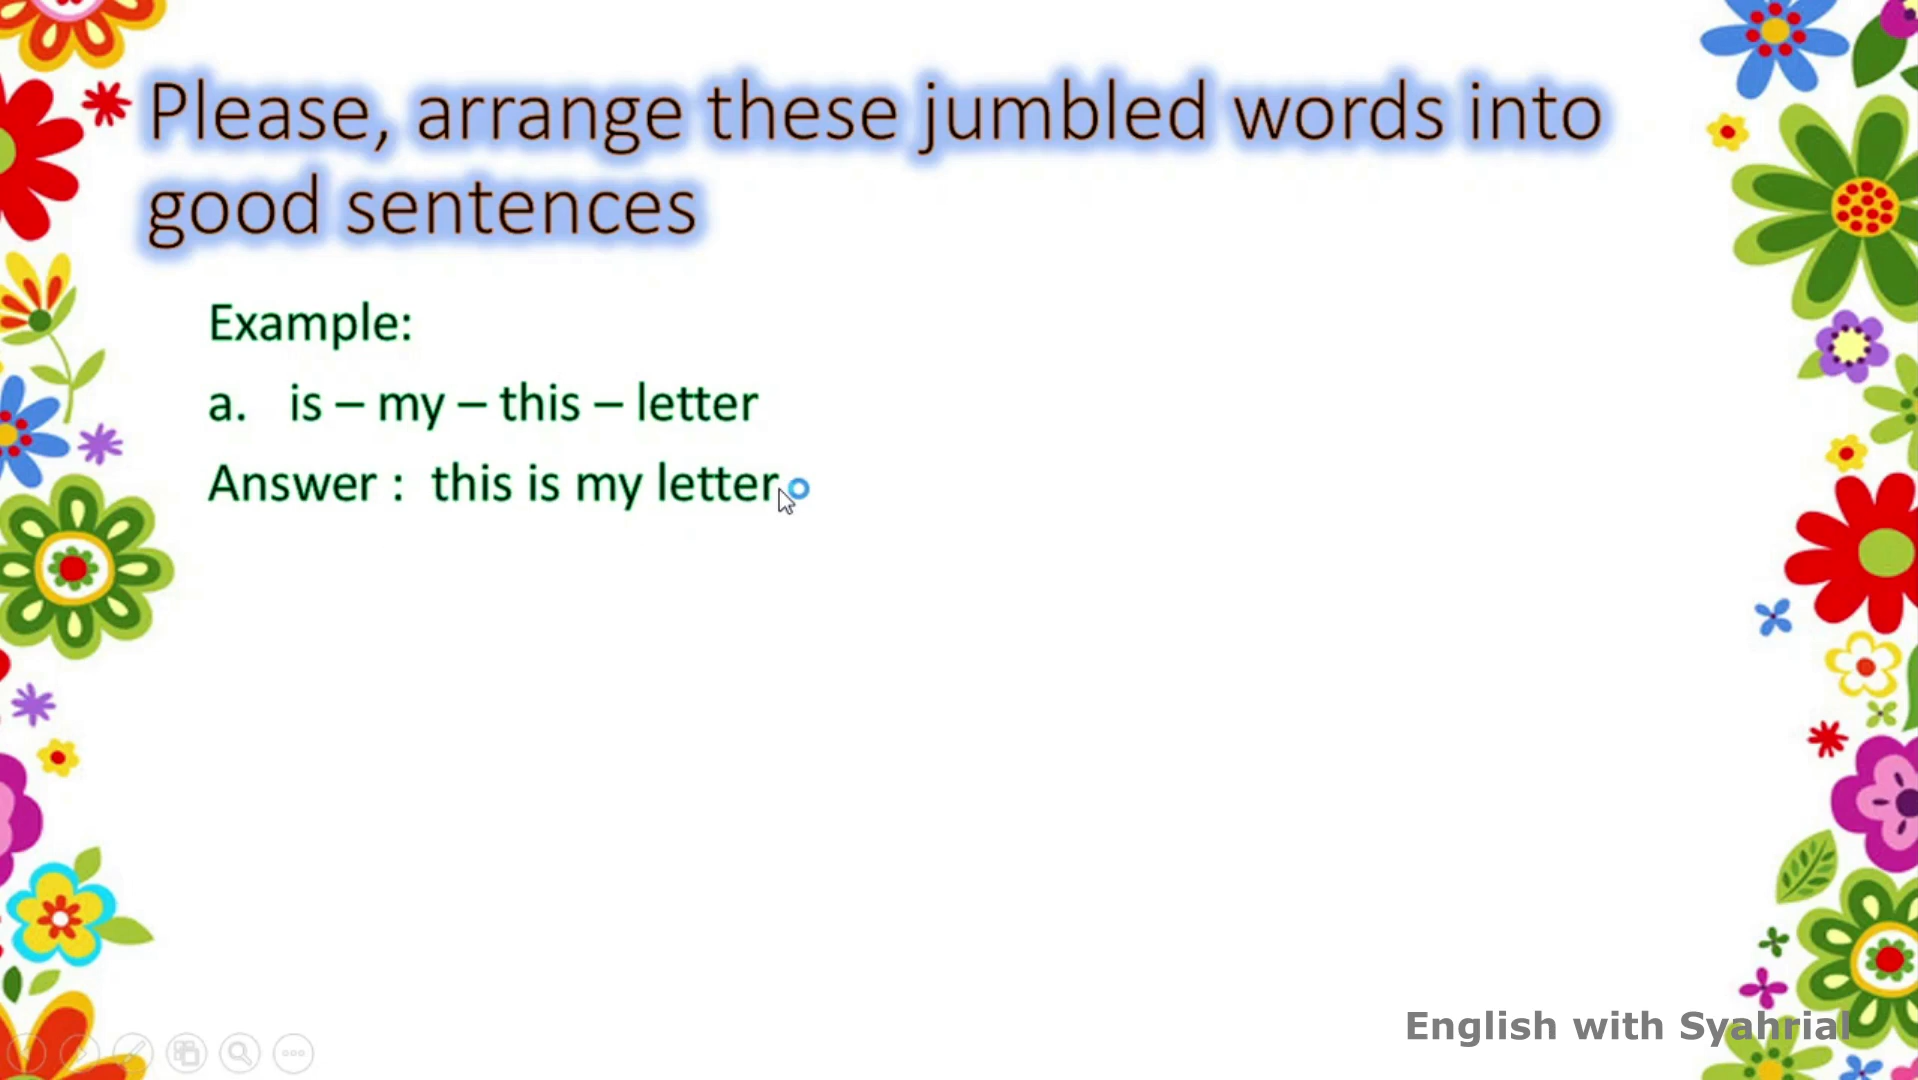 Please, arrange these jumbled words into
good sentences
Example:
a. is – my – this – letter
Answer : this is my letter
English with Syahrial